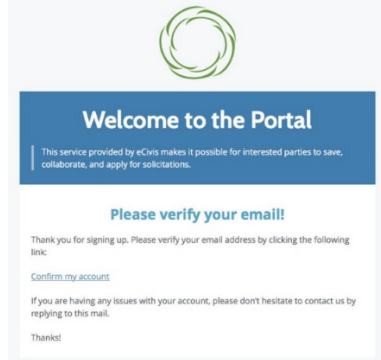 Welcome to the Portal
This service provided by eCivis makes it possible for interested parties to save,
collaborate, and apply for solicitations.
Please verify your email!
Thank you for signing up. Please verify your email address by clicking the following
link:
Confirm my account
If you are having any issues with your account, please don't hesitate to contact us by
replying to this mail.
Thanks!